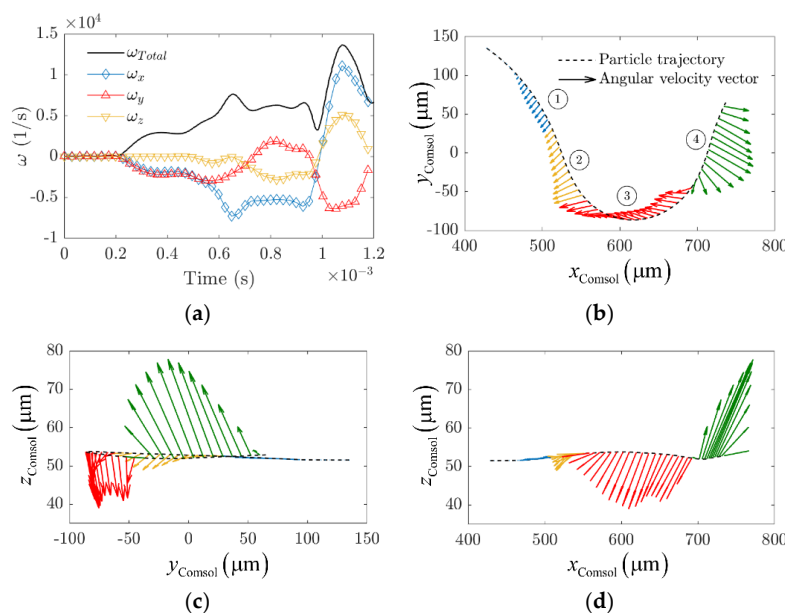 (a)
×10⁴
1.5
1
0.5
0
-0.5
-1
ω (1/s)
ω_Total
ω_x
ω_y
ω_z
0 0.2 0.4 0.6 0.8 1.0 1.2
×10⁻³
Time (s)
(a)
(b)
150
100
50
0
-50
-100
y_Comsol (μm)
Particle trajectory
Angular velocity vector
1
2
3
4
400 500 600 700 800
x_Comsol (μm)
(b)
80
70
60
50
40
z_Comsol (μm)
-100 -50 0 50 100 150
y_Comsol (μm)
(c)
80
70
60
50
40
z_Comsol (μm)
400 500 600 700 800
x_Comsol (μm)
(d)